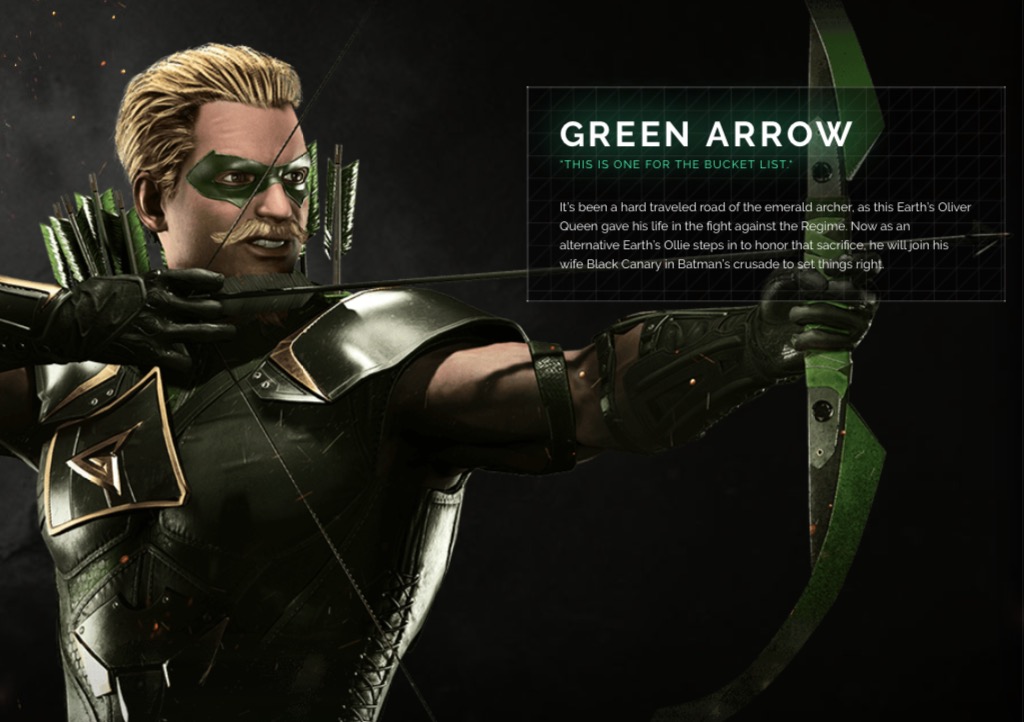 GREEN ARROW
"THIS IS ONE FOR THE BUCKET LIST."
It's been a hard traveled road of the emerald archer, as this Earth's Oliver
Queen gave his life in the fight against the Regime. Now as an
alternative Earth's Ollie steps in to honor that sacrifice, he will join his
wife Black Canary in Batman's crusade to set things right.